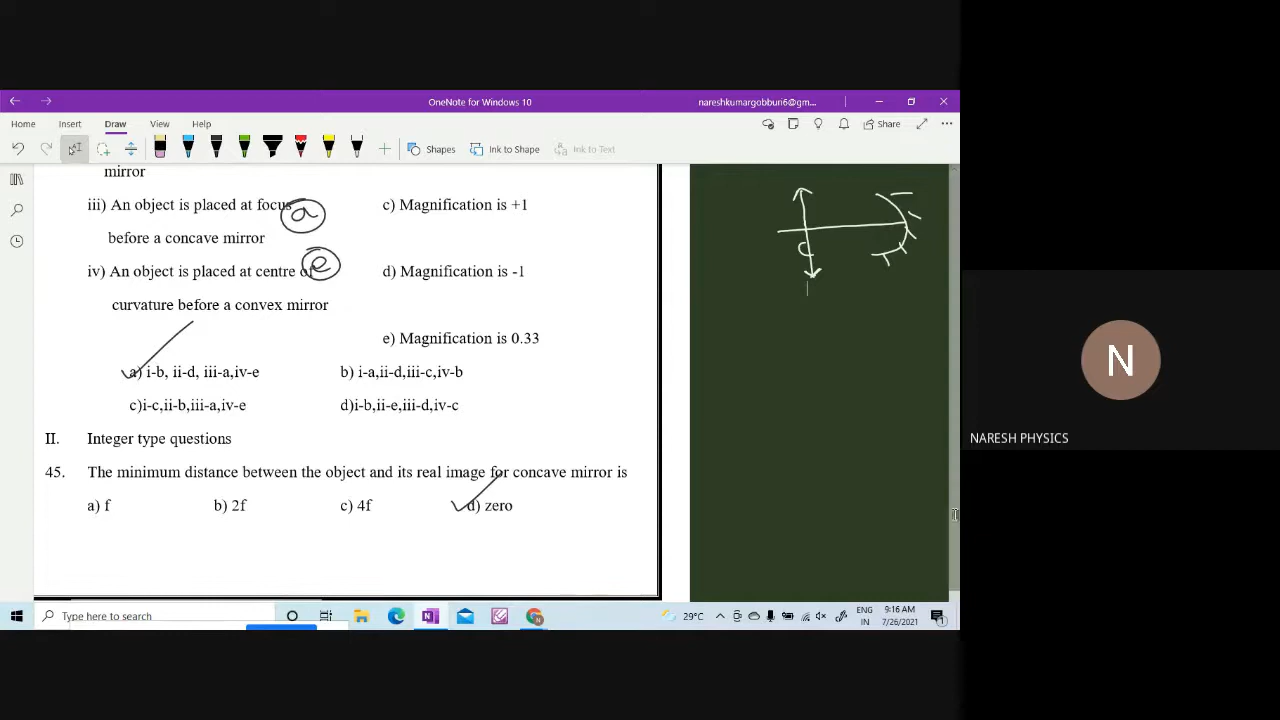 OneNote for Windows 10
nareshkumargobburi6@gm...
Home Insert Draw View Help
Share
Shapes Ink to Shape Ink to Text
mirror
iii) An object is placed at focus a c) Magnification is +1
before a concave mirror
iv) An object is placed at centre of e d) Magnification is -1
curvature before a convex mirror
e) Magnification is 0.33
a) i-b, ii-d, iii-a,iv-e b) i-a,ii-d,iii-c,iv-b
c)i-c,ii-b,iii-a,iv-e d)i-b,ii-e,iii-d,iv-c
II. Integer type questions
45. The minimum distance between the object and its real image for concave mirror is
a) f b) 2f c) 4f d) zero
C
N
NARESH PHYSICS
Type here to search
29°C
ENG
IN
9:16 AM
7/26/2021
1